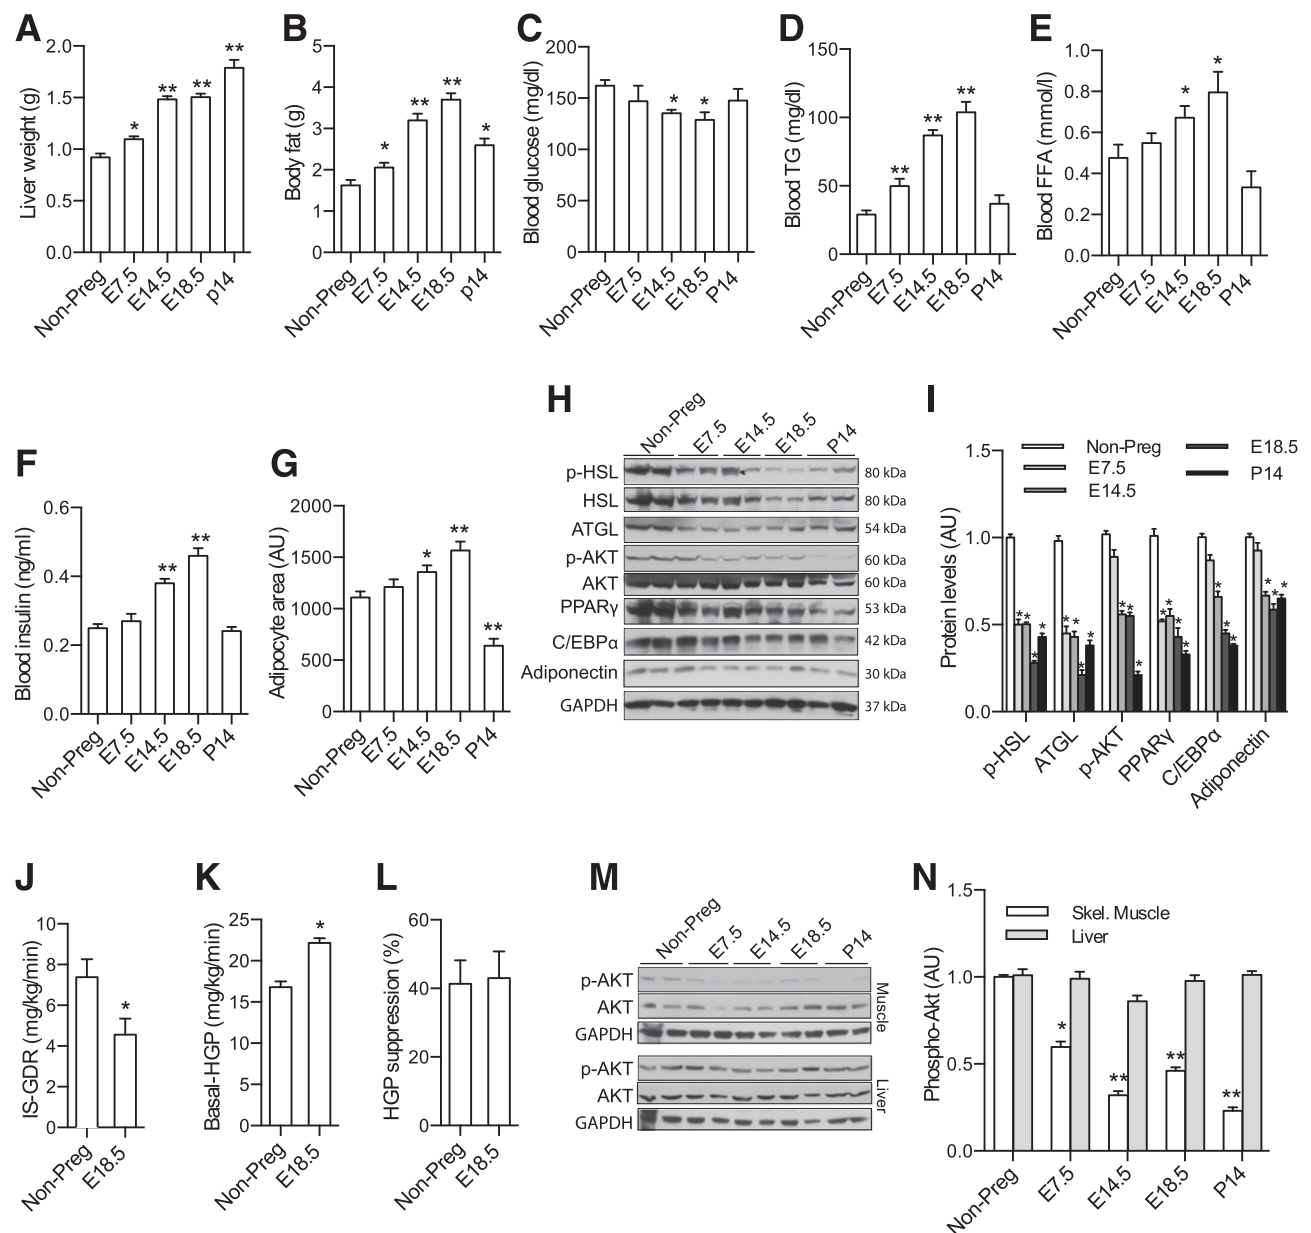 A
Liver weight (g)
2.0
1.5
1.0
0.5
0.0
** ** ** *
Non-Preg E7.5 E14.5 E18.5 p14
B
Body fat (g)
5
4
3
2
1
0
* ** ** *
Non-Preg E7.5 E14.5 E18.5 p14
C
Blood glucose (mg/dl)
200
150
100
50
0
* *
Non-Preg E7.5 E14.5 E18.5 P14
D
Blood TG (mg/dl)
150
100
50
0
** ** **
Non-Preg E7.5 E14.5 E18.5 P14
E
Blood FFA (mmol/l)
1.0
0.8
0.6
0.4
0.2
0.0
* *
Non-Preg E7.5 E14.5 E18.5 P14
F
Blood insulin (ng/ml)
0.6
0.4
0.2
0.0
** **
Non-Preg E7.5 E14.5 E18.5 P14
G
Adipocyte area (AU)
2000
1500
1000
500
0
* ** **
Non-Preg E7.5 E14.5 E18.5 P14
H
Non-Preg E7.5 E14.5 E18.5 P14
p-HSL 80 kDa
HSL 80 kDa
ATGL 54 kDa
p-AKT 60 kDa
AKT 60 kDa
PPARγ 53 kDa
C/EBPα 42 kDa
Adiponectin 30 kDa
GAPDH 37 kDa
I
Protein levels (AU)
1.5
1.0
0.5
0.0
Non-Preg
E7.5
E14.5
E18.5
P14
* * * * * * * * * * * * * * * * * * * * *
p-HSL ATGL p-AKT PPARγ C/EBPα Adiponectin
J
IS-GDR (mg/kg/min)
10
8
6
4
2
0
*
Non-Preg E18.5
K
Basal-HGP (mg/kg/min)
25
20
15
10
5
0
*
Non-Preg E18.5
L
HGP suppression (%)
60
40
20
0
Non-Preg E18.5
M
Non-Preg E7.5 E14.5 E18.5 P14
p-AKT
AKT
GAPDH
Muscle
p-AKT
AKT
GAPDH
Liver
N
Phospho-Akt (AU)
1.5
1.0
0.5
0.0
Skel. Muscle
Liver
* ** ** **
Non-Preg E7.5 E14.5 E18.5 P14